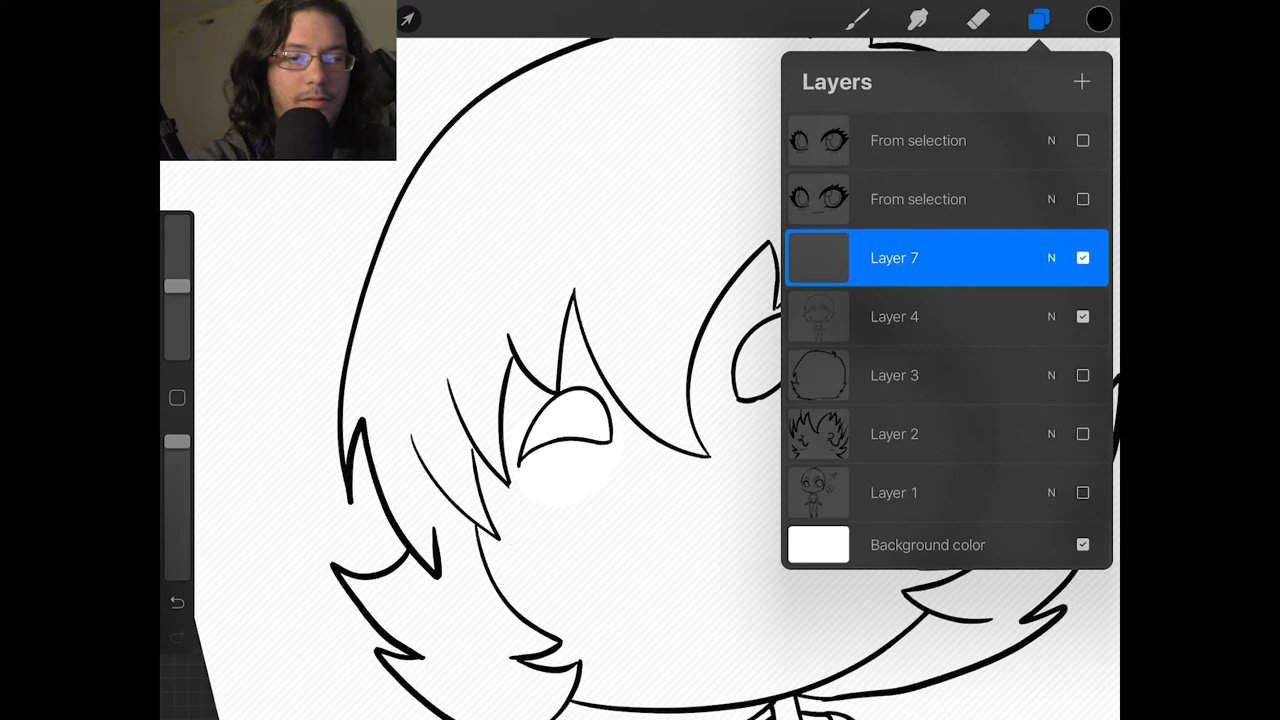 Layers
From selection N
From selection N
Layer 7 N
Layer 4 N
Layer 3 N
Layer 2 N
Layer 1 N
Background color